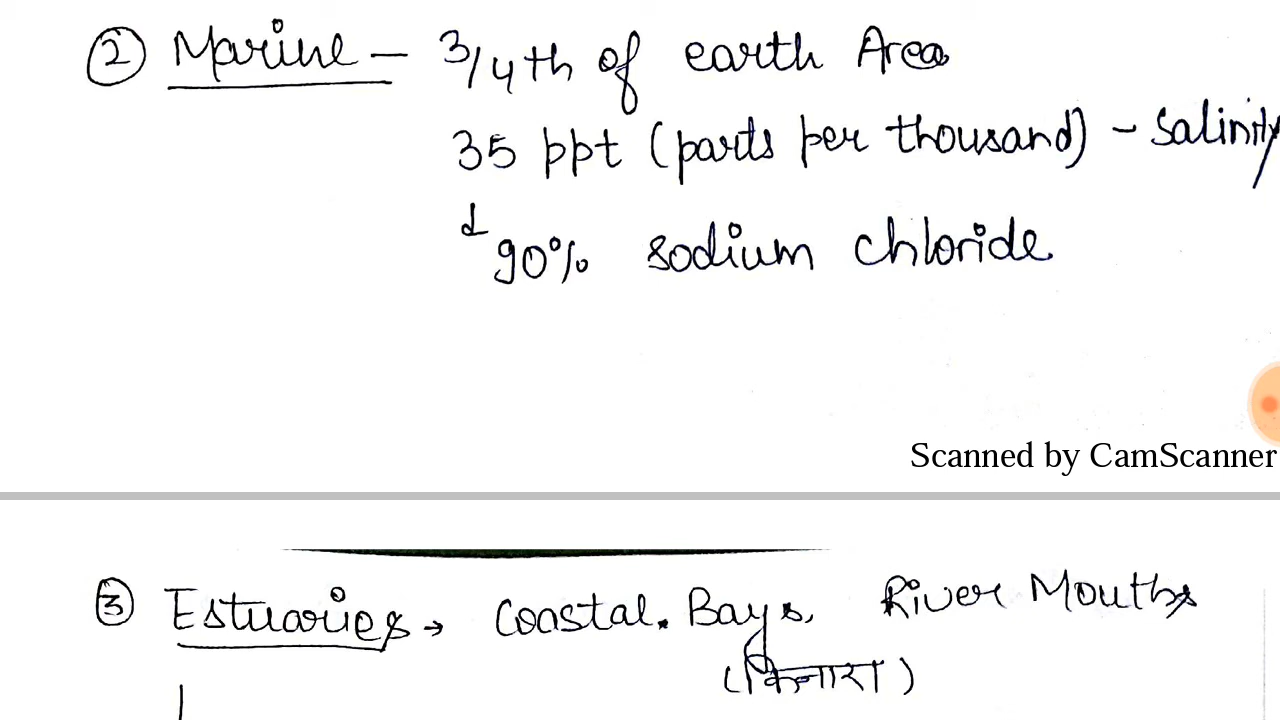 ② Marine – 3/4th of earth Area
35 ppt (parts per thousand) – Salinity
↓ 90% sodium chloride
Scanned by CamScanner
③ Estuaries → Coastal. Bays, River Mouths
(किनारा)